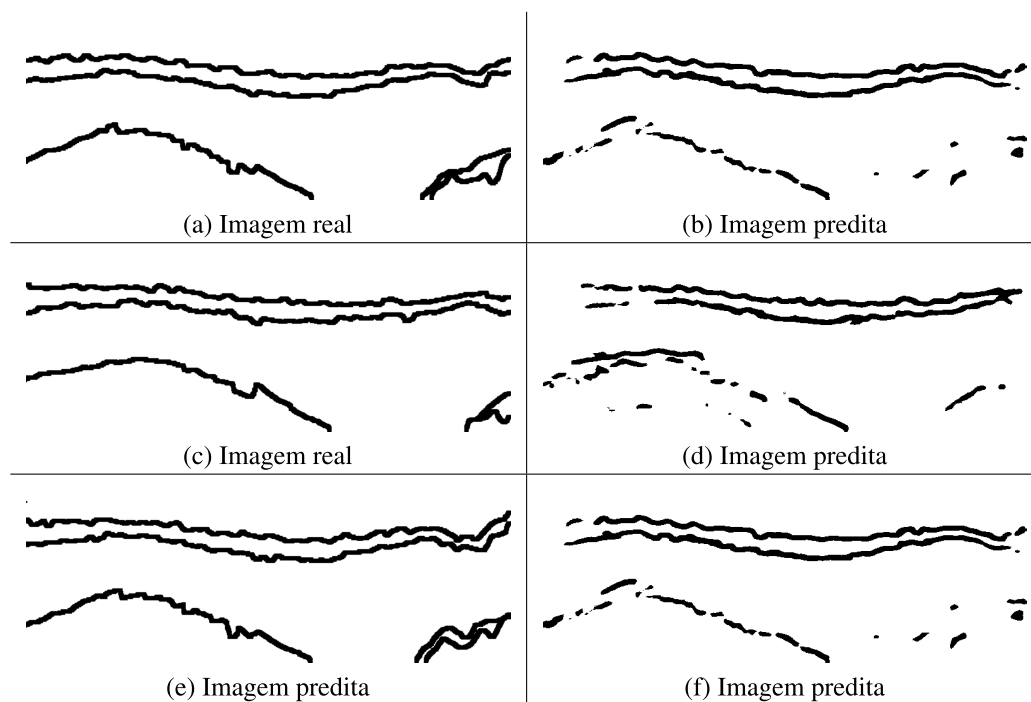 (a) Imagem real
(b) Imagem predita
(c) Imagem real
(d) Imagem predita
(e) Imagem predita
(f) Imagem predita